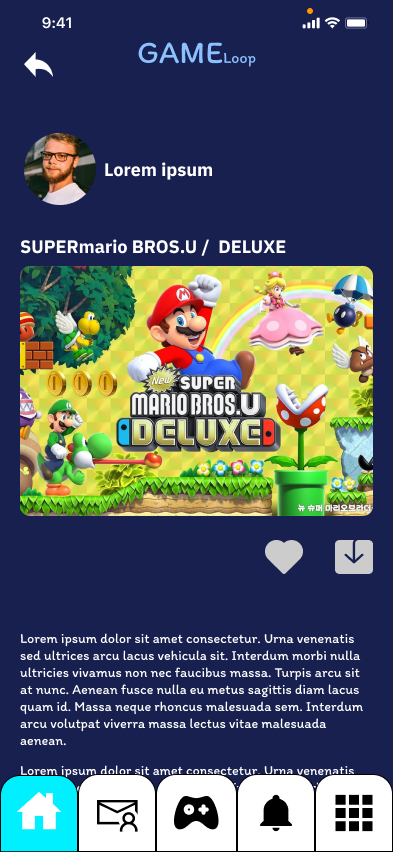 9:41
GAMELoop
Lorem ipsum
SUPERmario BROS.U / DELUXE
New
SUPER
MARIO BROS.U
DELUXE
뉴 슈퍼 마리오브라더
Lorem ipsum dolor sit amet consectetur. Urna venenatis
sed ultrices arcu lacus vehicula sit. Interdum morbi nulla
ultricies vivamus non nec faucibus massa. Turpis arcu sit
at nunc. Aenean fusce nulla eu metus sagittis diam lacus
quam id. Massa neque rhoncus malesuada sem. Interdum
arcu volutpat viverra massa lectus vitae malesuada
aenean.
Lorem ipsum dolor sit amet consectetur. Urna venenatis